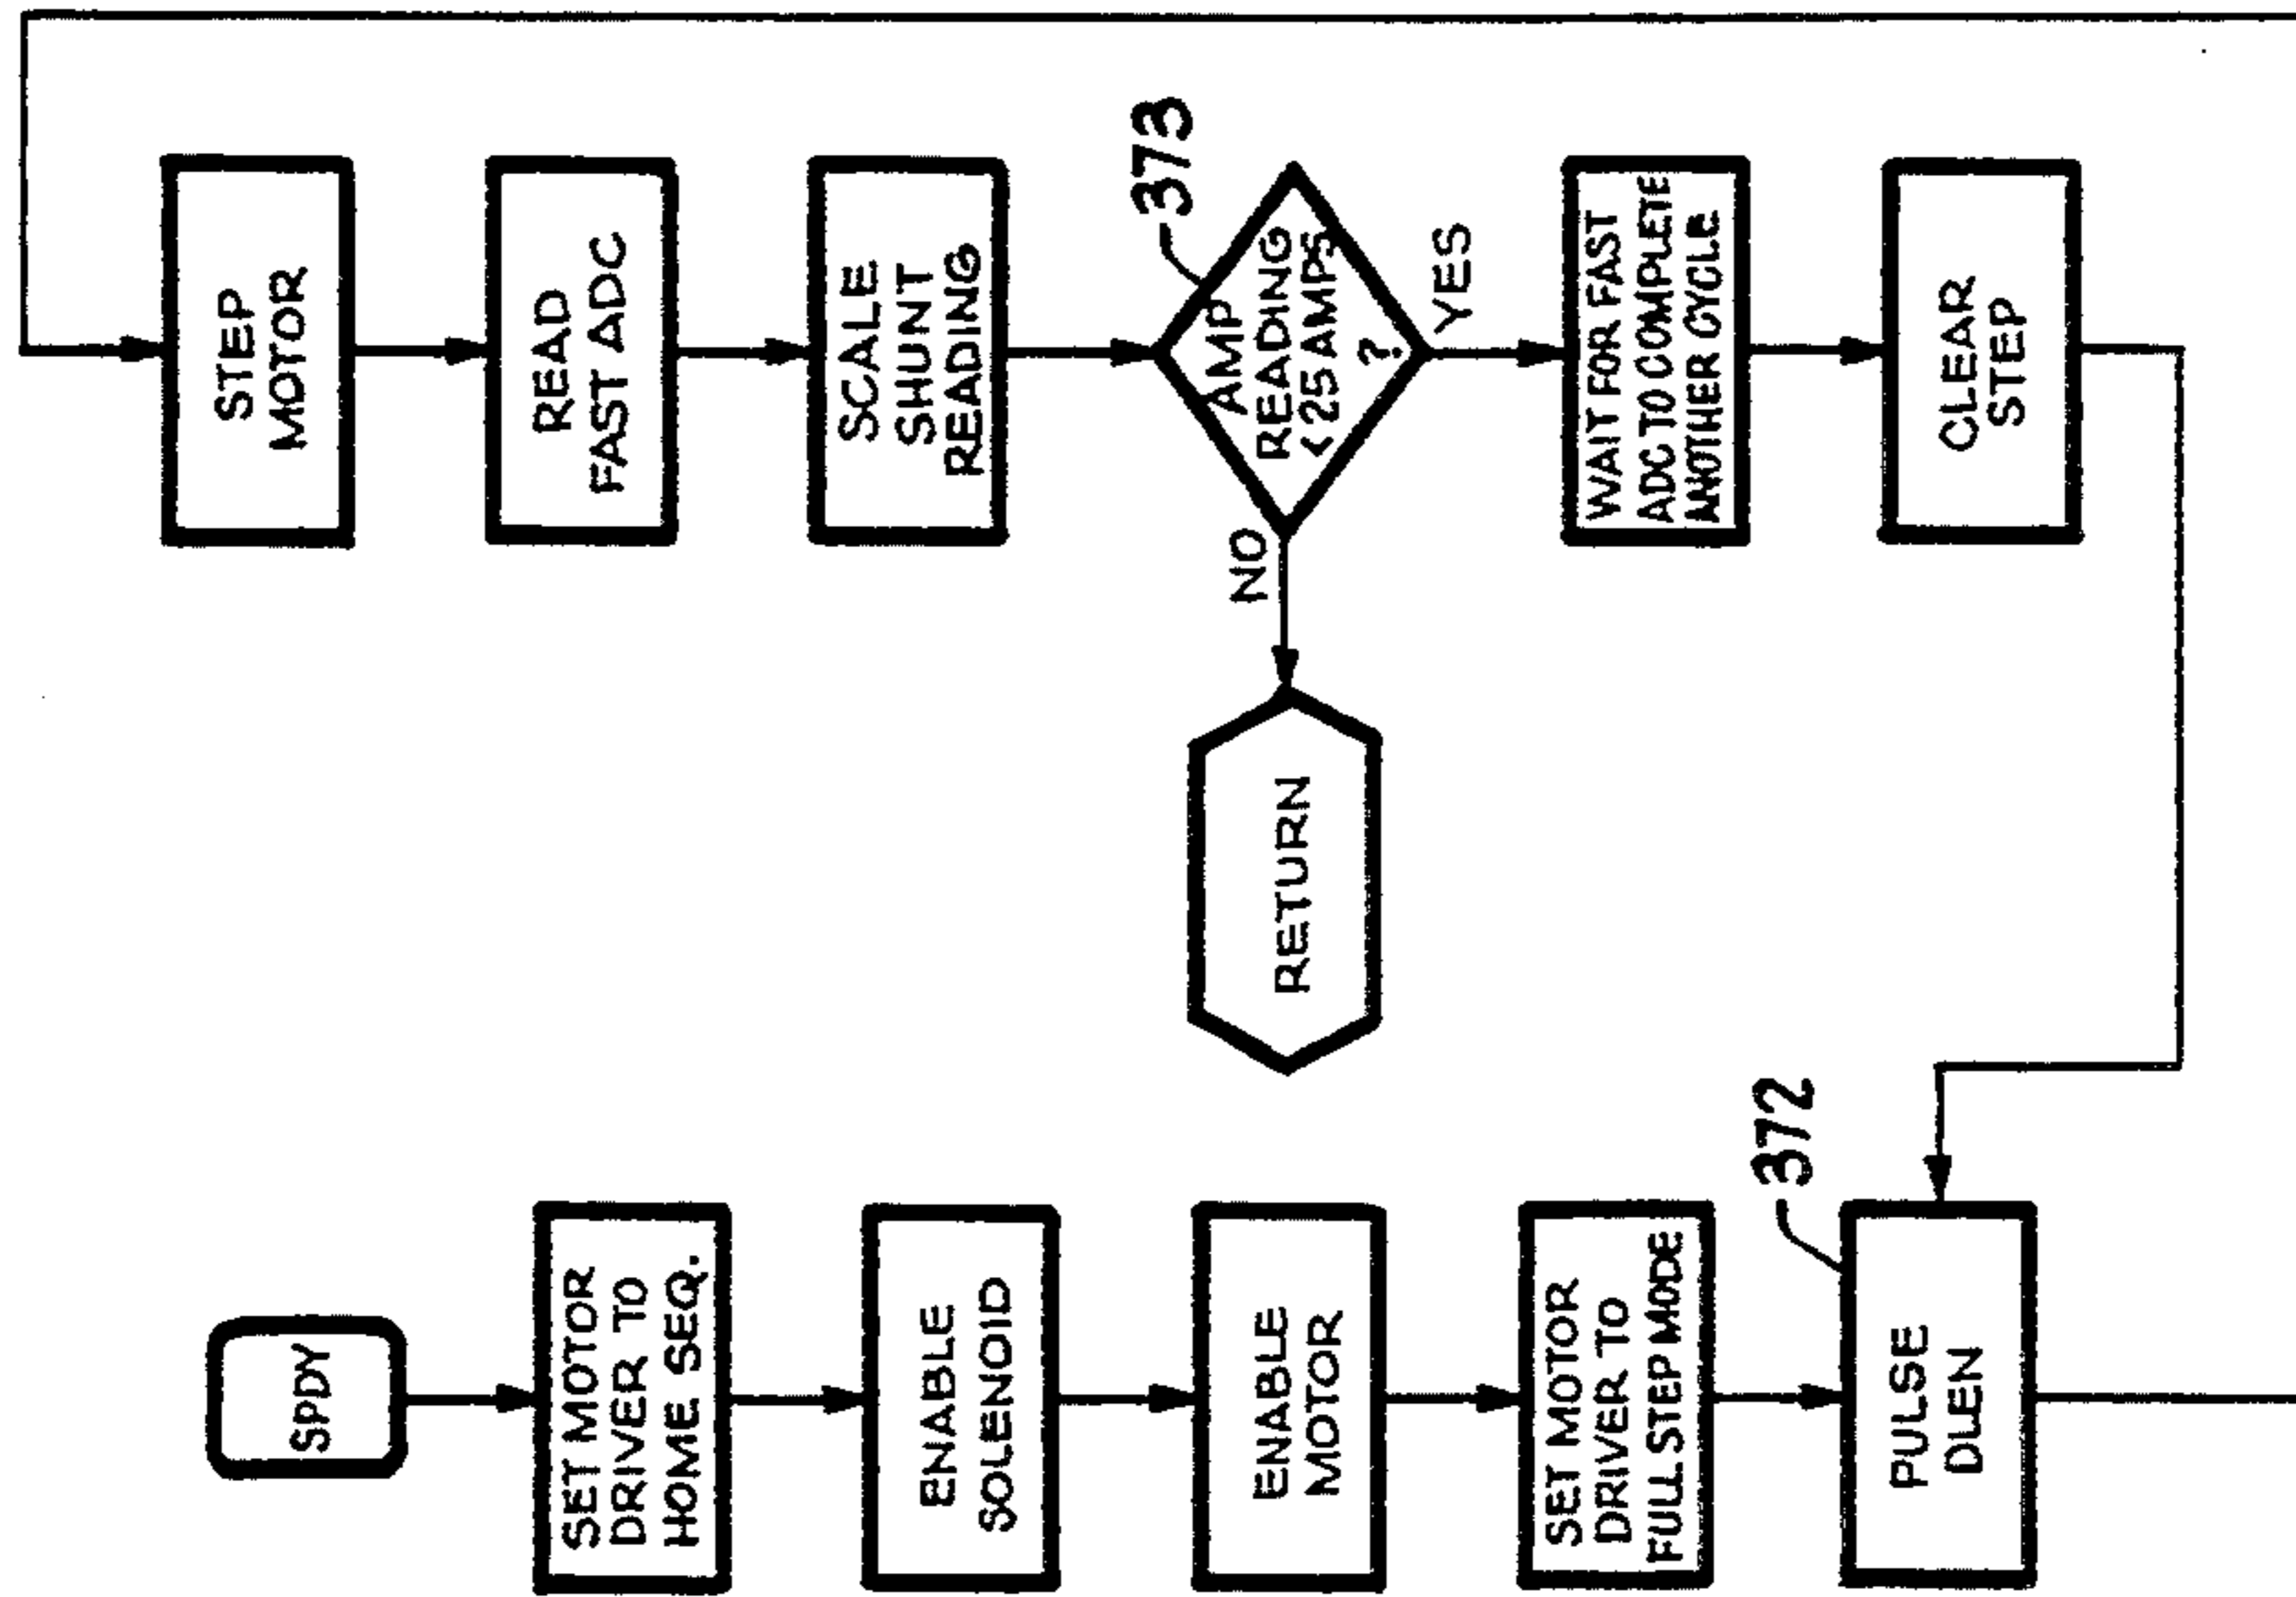 SPDY
SET MOTOR
DRIVER TO
HOME SEQ.
ENABLE
SOLENOID
ENABLE
MOTOR
SET MOTOR
DRIVER TO
FULL STEP MODE
372
PULSE
DLEN
STEP
MOTOR
READ
FAST ADC
SCALE
SHUNT
READING
373
AMP
READING
<25 AMPS
?
NO
YES
RETURN
WAIT FOR FAST
ADC TO COMPLETE
ANOTHER CYCLE
CLEAR
STEP